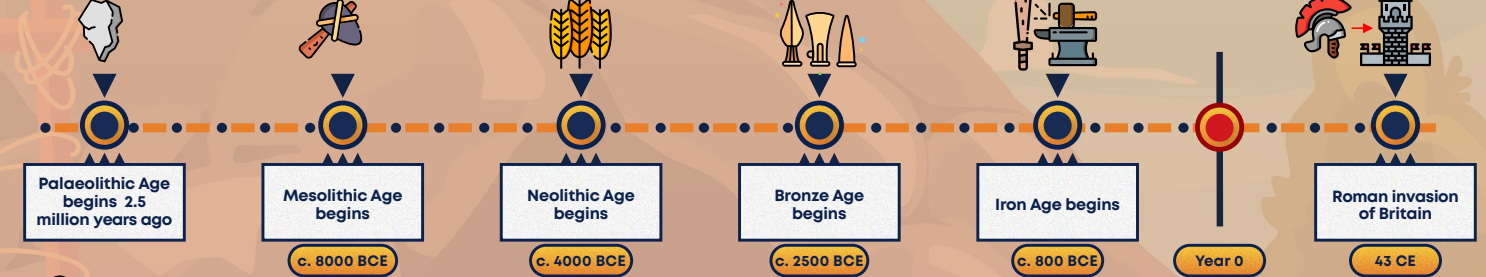 Palaeolithic Age
begins 2.5
million years ago
Mesolithic Age
begins
c. 8000 BCE
Neolithic Age
begins
c. 4000 BCE
Bronze Age
begins
c. 2500 BCE
Iron Age begins
c. 800 BCE
Year 0
Roman invasion
of Britain
43 CE